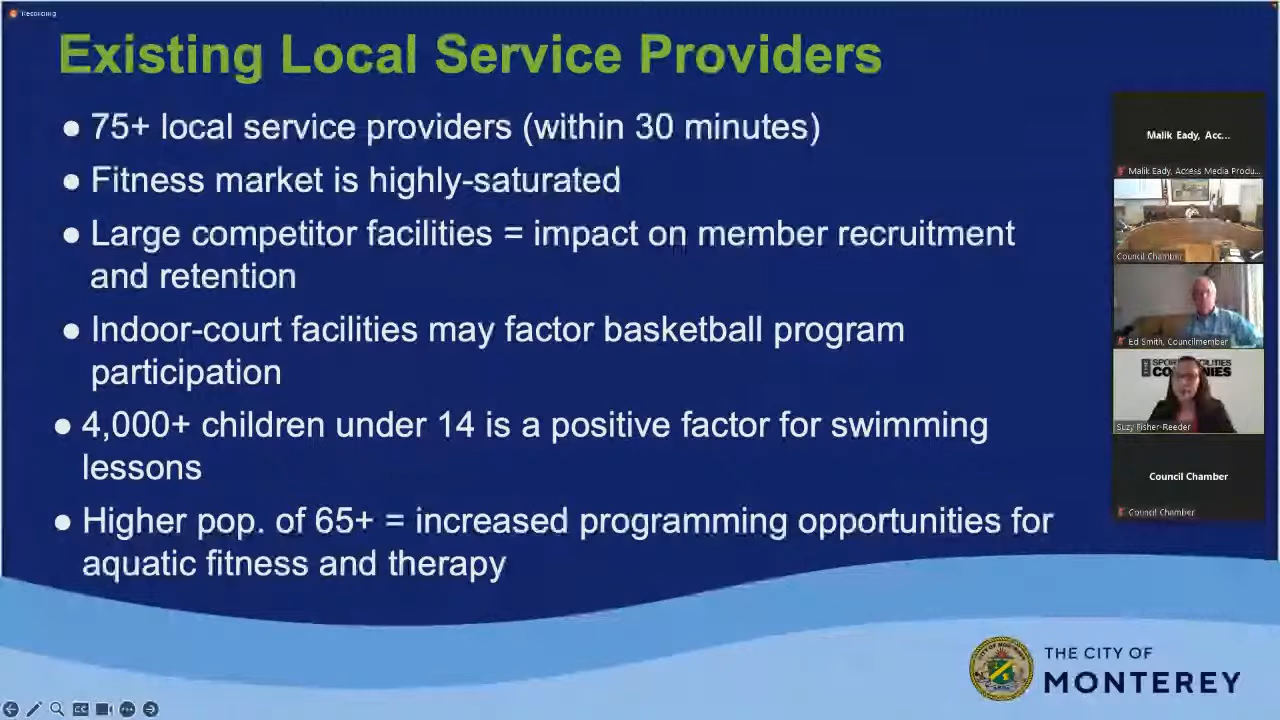 Recording
Existing Local Service Providers
● 75+ local service providers (within 30 minutes)
● Fitness market is highly-saturated
● Large competitor facilities = impact on member recruitment
and retention
● Indoor-court facilities may factor basketball program
participation
● 4,000+ children under 14 is a positive factor for swimming
lessons
● Higher pop. of 65+ = increased programming opportunities for
aquatic fitness and therapy
Malik Eady, Acc...
Malik Eady, Access Media Produ...
Council Chamber
Ed Smith, Councilmember
THE
COMPANIES
Suzy Fisher-Reeder
Council Chamber
Council Chamber
THE CITY OF
MONTEREY
CC